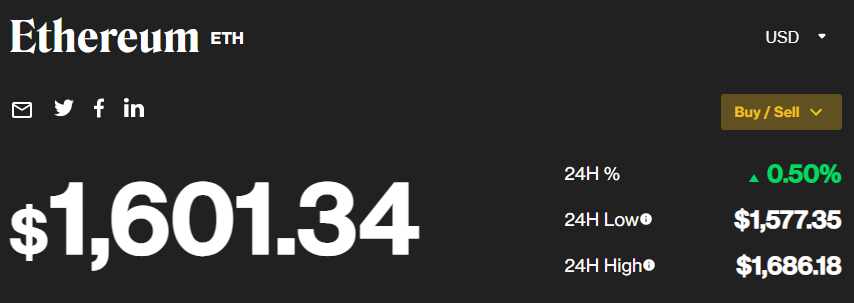 Ethereum ETH
USD
Buy / Sell
$1,601.34
24H % 0.50%
24H Low $1,577.35
24H High $1,686.18